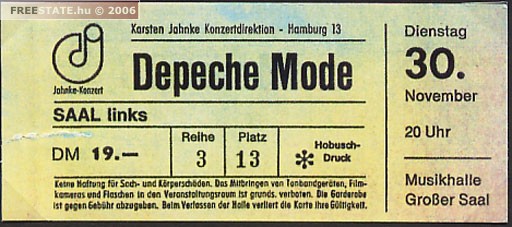 FREESTATE.hu © 2006
Karsten Jahnke Konzertdirektion - Hamburg 13
Jahnke-Konzert
Depeche Mode
SAAL links
DM 19.—
Reihe
3
Platz
13
Hobusch-
Druck
Keine Haftung für Sach- und Körperschäden. Das Mitbringen von Tonbandgeräten, Film-
kameras und Flaschen in den Veranstaltungsraum ist grunds. verboten. Die Garderobe
ist gegen Gebühr abzugeben. Beim Verlassen der Halle verliert die Karte ihre Gültigkeit.
Dienstag
30.
November
20 Uhr
Musikhalle
Großer Saal